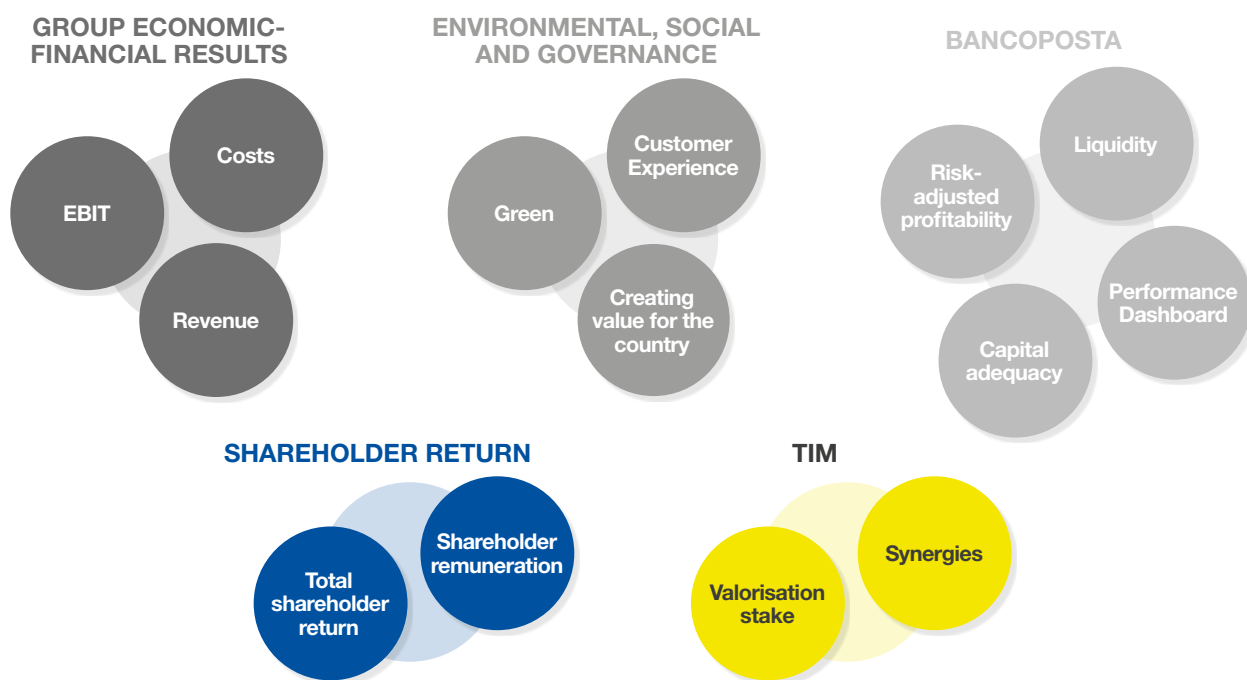 GROUP ECONOMIC-
FINANCIAL RESULTS
EBIT
Costs
Revenue
ENVIRONMENTAL, SOCIAL
AND GOVERNANCE
Green
Customer
Experience
Creating
value for the
country
BANCOPOSTA
Risk-
adjusted
profitability
Liquidity
Performance
Dashboard
Capital
adequacy
SHAREHOLDER RETURN
Total
shareholder
return
Shareholder
remuneration
TIM
Valorisation
stake
Synergies